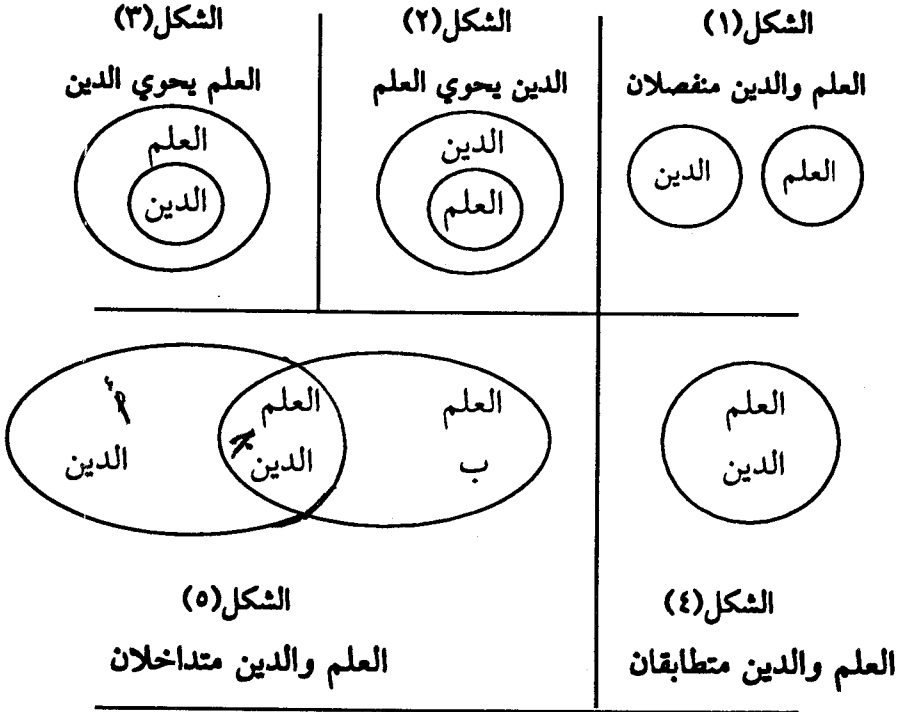 الشكل(١)
العلم والدين منفصلان
العلم
الدين
الشكل(٢)
الدين يحوي العلم
الدين
العلم
الشكل(٣)
العلم يحوي الدين
العلم
الدين
العلم
الدين
الشكل(٤)
العلم والدين متطابقان
العلم
ب
العلم
الدين
الدين
الشكل(٥)
العلم والدين متداخلان